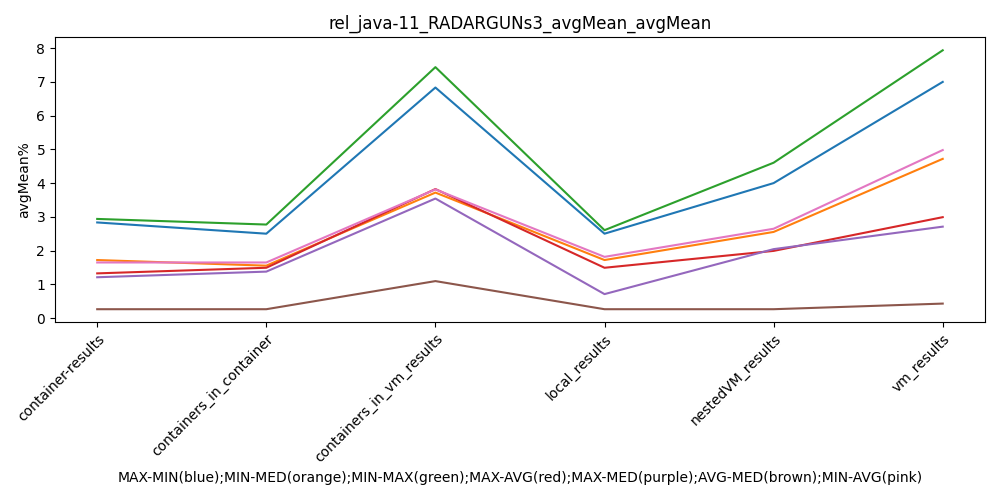 rel_java-11_RADARGUNs3_avgMean_avgMean
avgMean%
8
7
6
5
4
3
2
1
0
container-results
containers_in_container
containers_in_vm_results
local_results
nestedVM_results
vm_results
MAX-MIN(blue);MIN-MED(orange);MIN-MAX(green);MAX-AVG(red);MAX-MED(purple);AVG-MED(brown);MIN-AVG(pink)